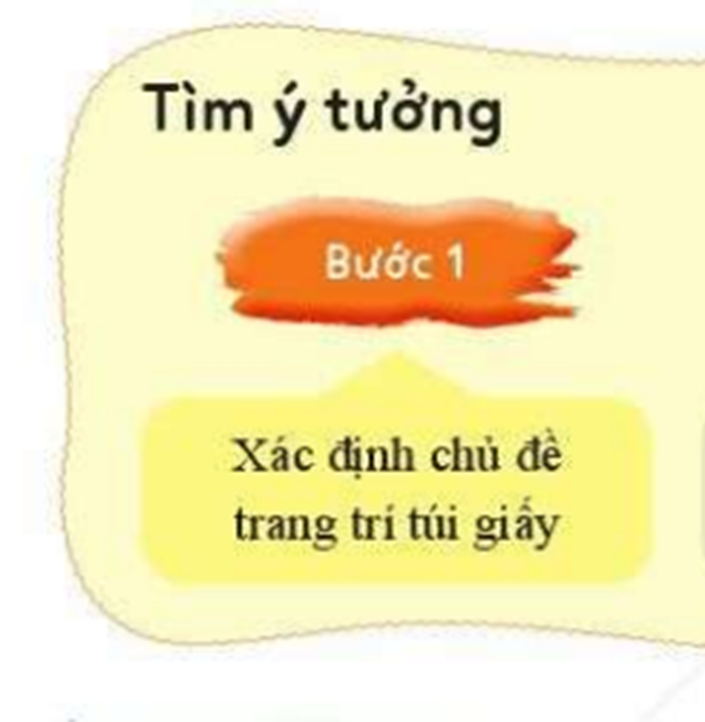 Tìm ý tưởng
Bước 1
Xác định chủ đề
trang trí túi giấy